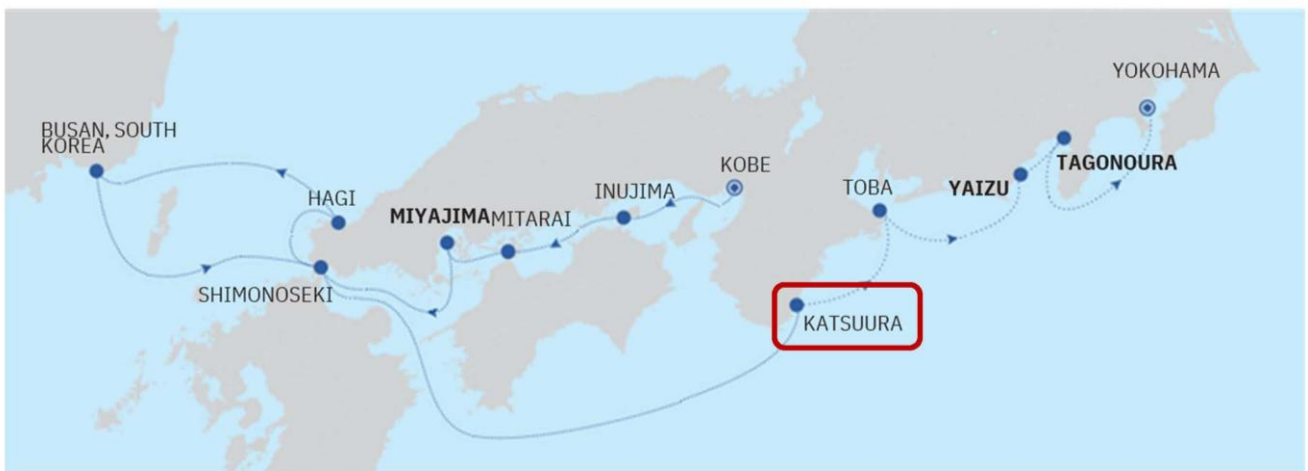 YOKOHAMA
BUSAN, SOUTH
KOREA
TAGONOURA
KOBE
TOBA
YAIZU
INUJIMA
HAGI
MIYAJIMA
MITARAI
SHIMONOSEKI
KATSUURA